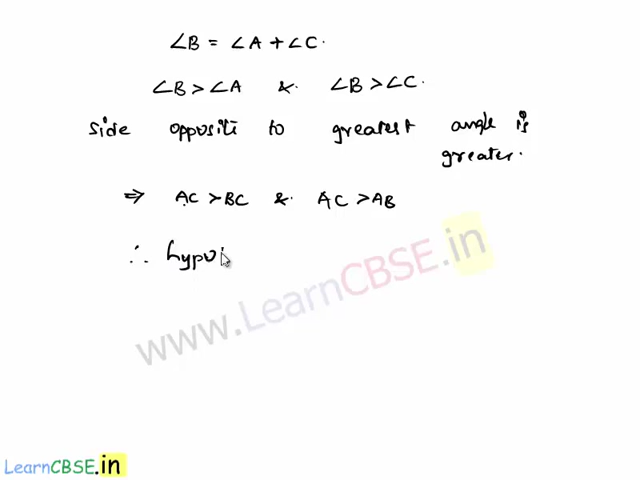 ∠B = ∠A + ∠C.
∠B > ∠A & ∠B > ∠C.
Side opposite to greatest angle is
greater.
⇒ AC > BC & AC > AB
∴ hypo
www.LearnCBSE.in
LearnCBSE.in